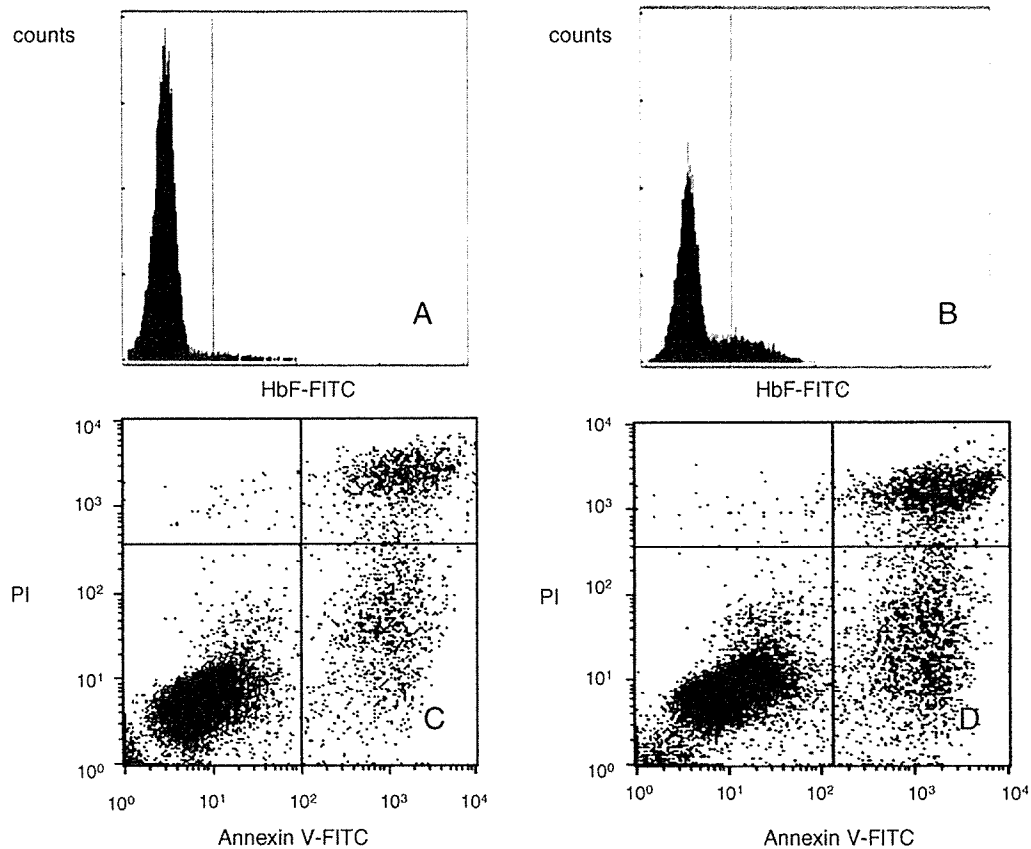 counts
counts
A
B
HbF-FITC
HbF-FITC
10⁴
10³
10²
10¹
10⁰
PI
C
10⁰ 10¹ 10² 10³ 10⁴
Annexin V-FITC
10⁴
10³
10²
10¹
10⁰
PI
D
10⁰ 10¹ 10² 10³ 10⁴
Annexin V-FITC